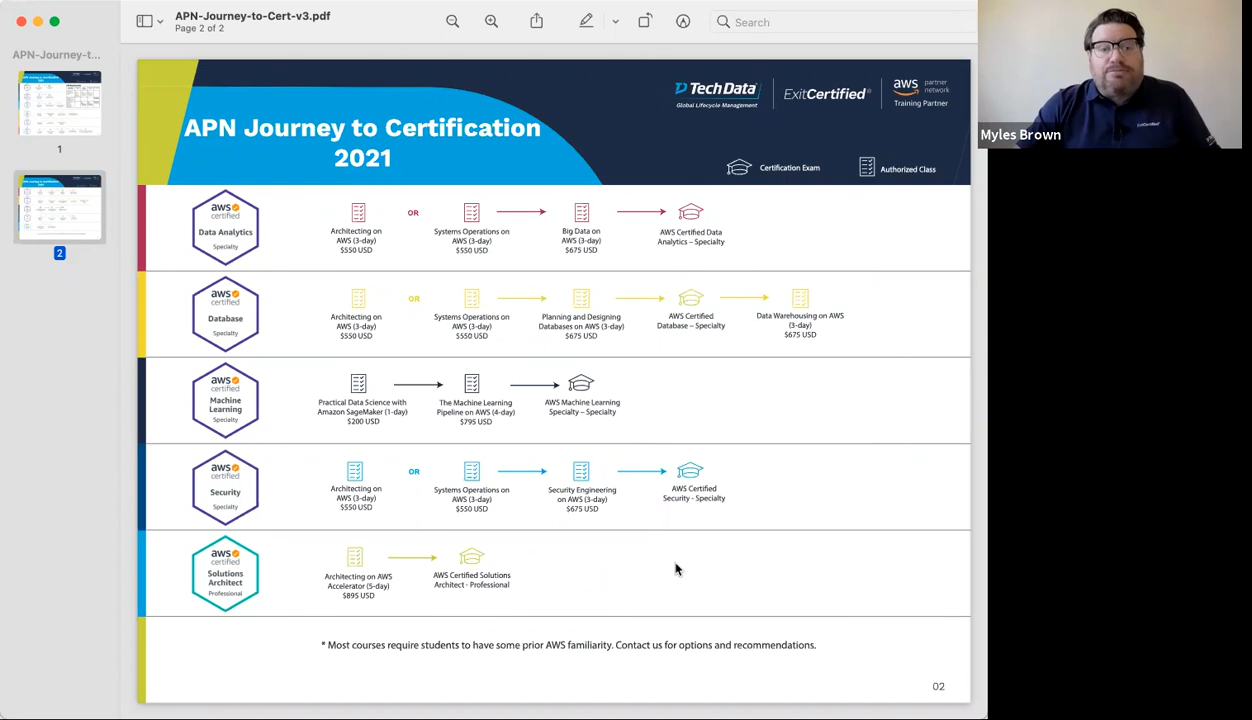 APN-Journey-to-Cert-v3.pdf
Page 2 of 2
Search
APN-Journey-t...
1
2
Myles Brown
ExitCertified
TechData
Global Lifecycle Management
ExitCertified®
aws
partner
network
Training Partner
APN Journey to Certification
2021
Certification Exam
Authorized Class
aws
certified
Data Analytics
Specialty
Architecting on
AWS (3-day)
$550 USD
OR
Systems Operations on
AWS (3-day)
$550 USD
Big Data on
AWS (3-day)
$675 USD
AWS Certified Data
Analytics – Specialty
aws
certified
Database
Specialty
Architecting on
AWS (3-day)
$550 USD
OR
Systems Operations on
AWS (3-day)
$550 USD
Planning and Designing
Databases on AWS (3-day)
$675 USD
AWS Certified
Database – Specialty
Data Warehousing on AWS
(3-day)
$675 USD
aws
certified
Machine
Learning
Specialty
Practical Data Science with
Amazon SageMaker (1-day)
$200 USD
The Machine Learning
Pipeline on AWS (4-day)
$795 USD
AWS Machine Learning
Specialty – Specialty
aws
certified
Security
Specialty
Architecting on
AWS (3-day)
$550 USD
OR
Systems Operations on
AWS (3-day)
$550 USD
Security Engineering
on AWS (3-day)
$675 USD
AWS Certified
Security - Specialty
aws
certified
Solutions
Architect
Professional
Architecting on AWS
Accelerator (5-day)
$895 USD
AWS Certified Solutions
Architect - Professional
* Most courses require students to have some prior AWS familiarity. Contact us for options and recommendations.
02